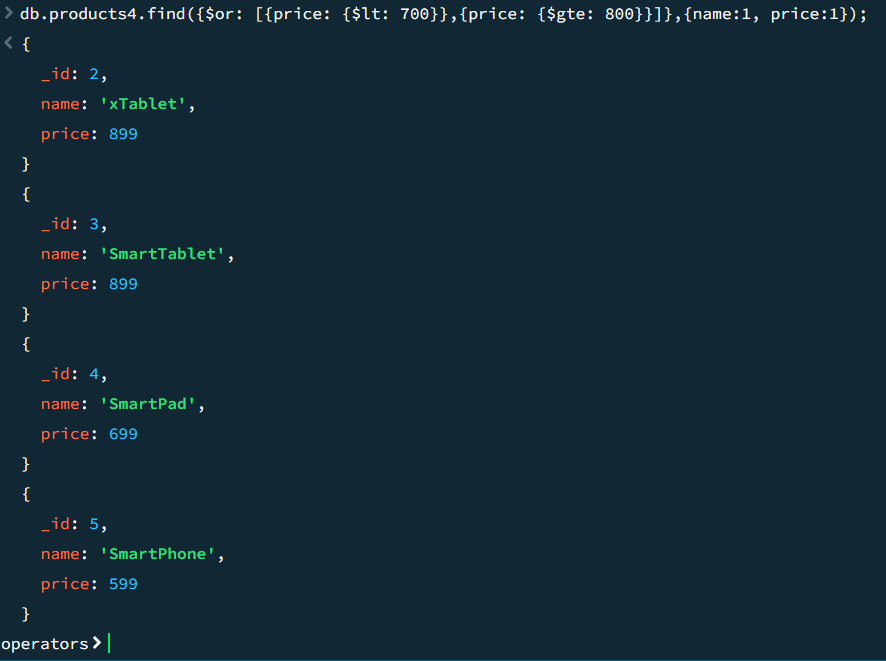 > db.products4.find({$or: [{price: {$lt: 700}},{price: {$gte: 800}}]},{name:1, price:1});
< {
_id: 2,
name: 'xTablet',
price: 899
}
{
_id: 3,
name: 'SmartTablet',
price: 899
}
{
_id: 4,
name: 'SmartPad',
price: 699
}
{
_id: 5,
name: 'SmartPhone',
price: 599
}
operators>